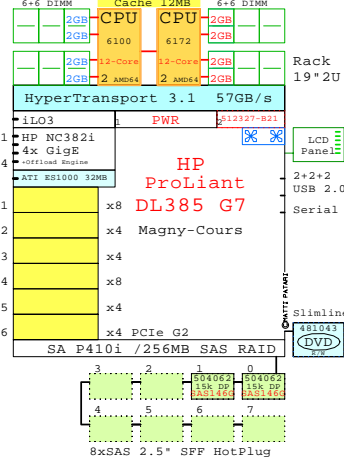 6+6 DIMM Cache 12MB 6+6 DIMM
2GB CPU CPU 2GB
2GB 6100 6172 2GB
2GB 12-Core 12-Core 2GB
2GB 2 AMD64 2 AMD64 2GB
Rack
19"2U
HyperTransport 3.1 57GB/s
iLO3 1 PWR 2 512327-B21
1 HP NC382i
4x GigE
4 +Offload Engine
ATI ES1000 32MB
LCD
Panel
2+2+2
USB 2.0
Serial
HP
ProLiant
DL385 G7
Magny-Cours
1 x8
2 x4
3 x4
4 x8
5 x4
6 x4 PCIe G2
©MATTI PATARI
Slimline
481043
DVD
R/W
SA P410i /256MB SAS RAID
3 2 1 0
504062 504062
15k DP 15k DP
SAS146G SAS146G
4 5 6 7
8xSAS 2.5" SFF HotPlug